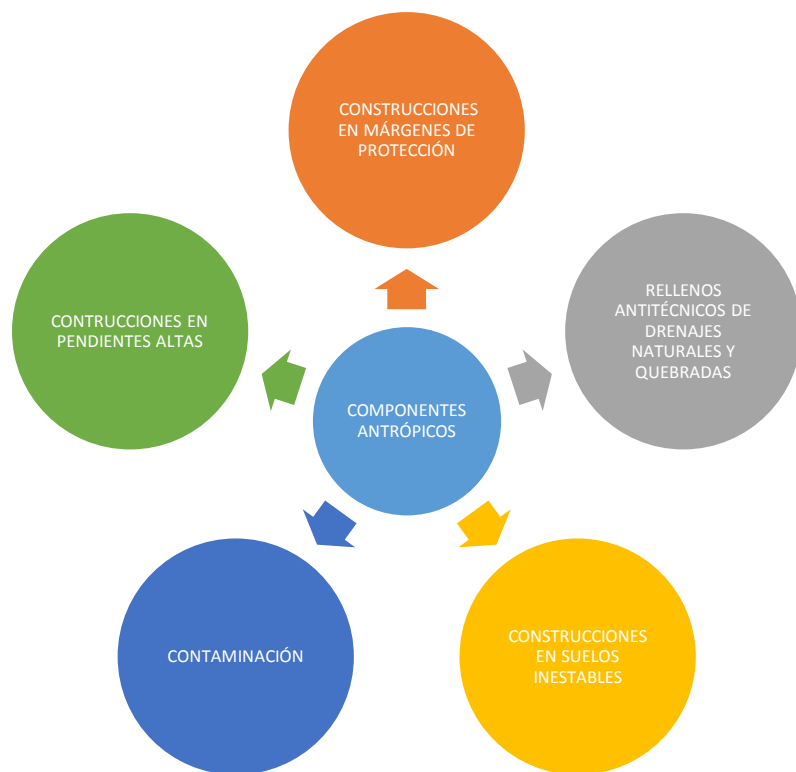 CONSTRUCCIONES
EN MÁRGENES DE
PROTECCIÓN
RELLENOS
ANTITÉCNICOS DE
DRENAJES
NATURALES Y
QUEBRADAS
CONTRUCCIONES EN
PENDIENTES ALTAS
COMPONENTES
ANTRÓPICOS
CONTAMINACIÓN
CONSTRUCCIONES
EN SUELOS
INESTABLES